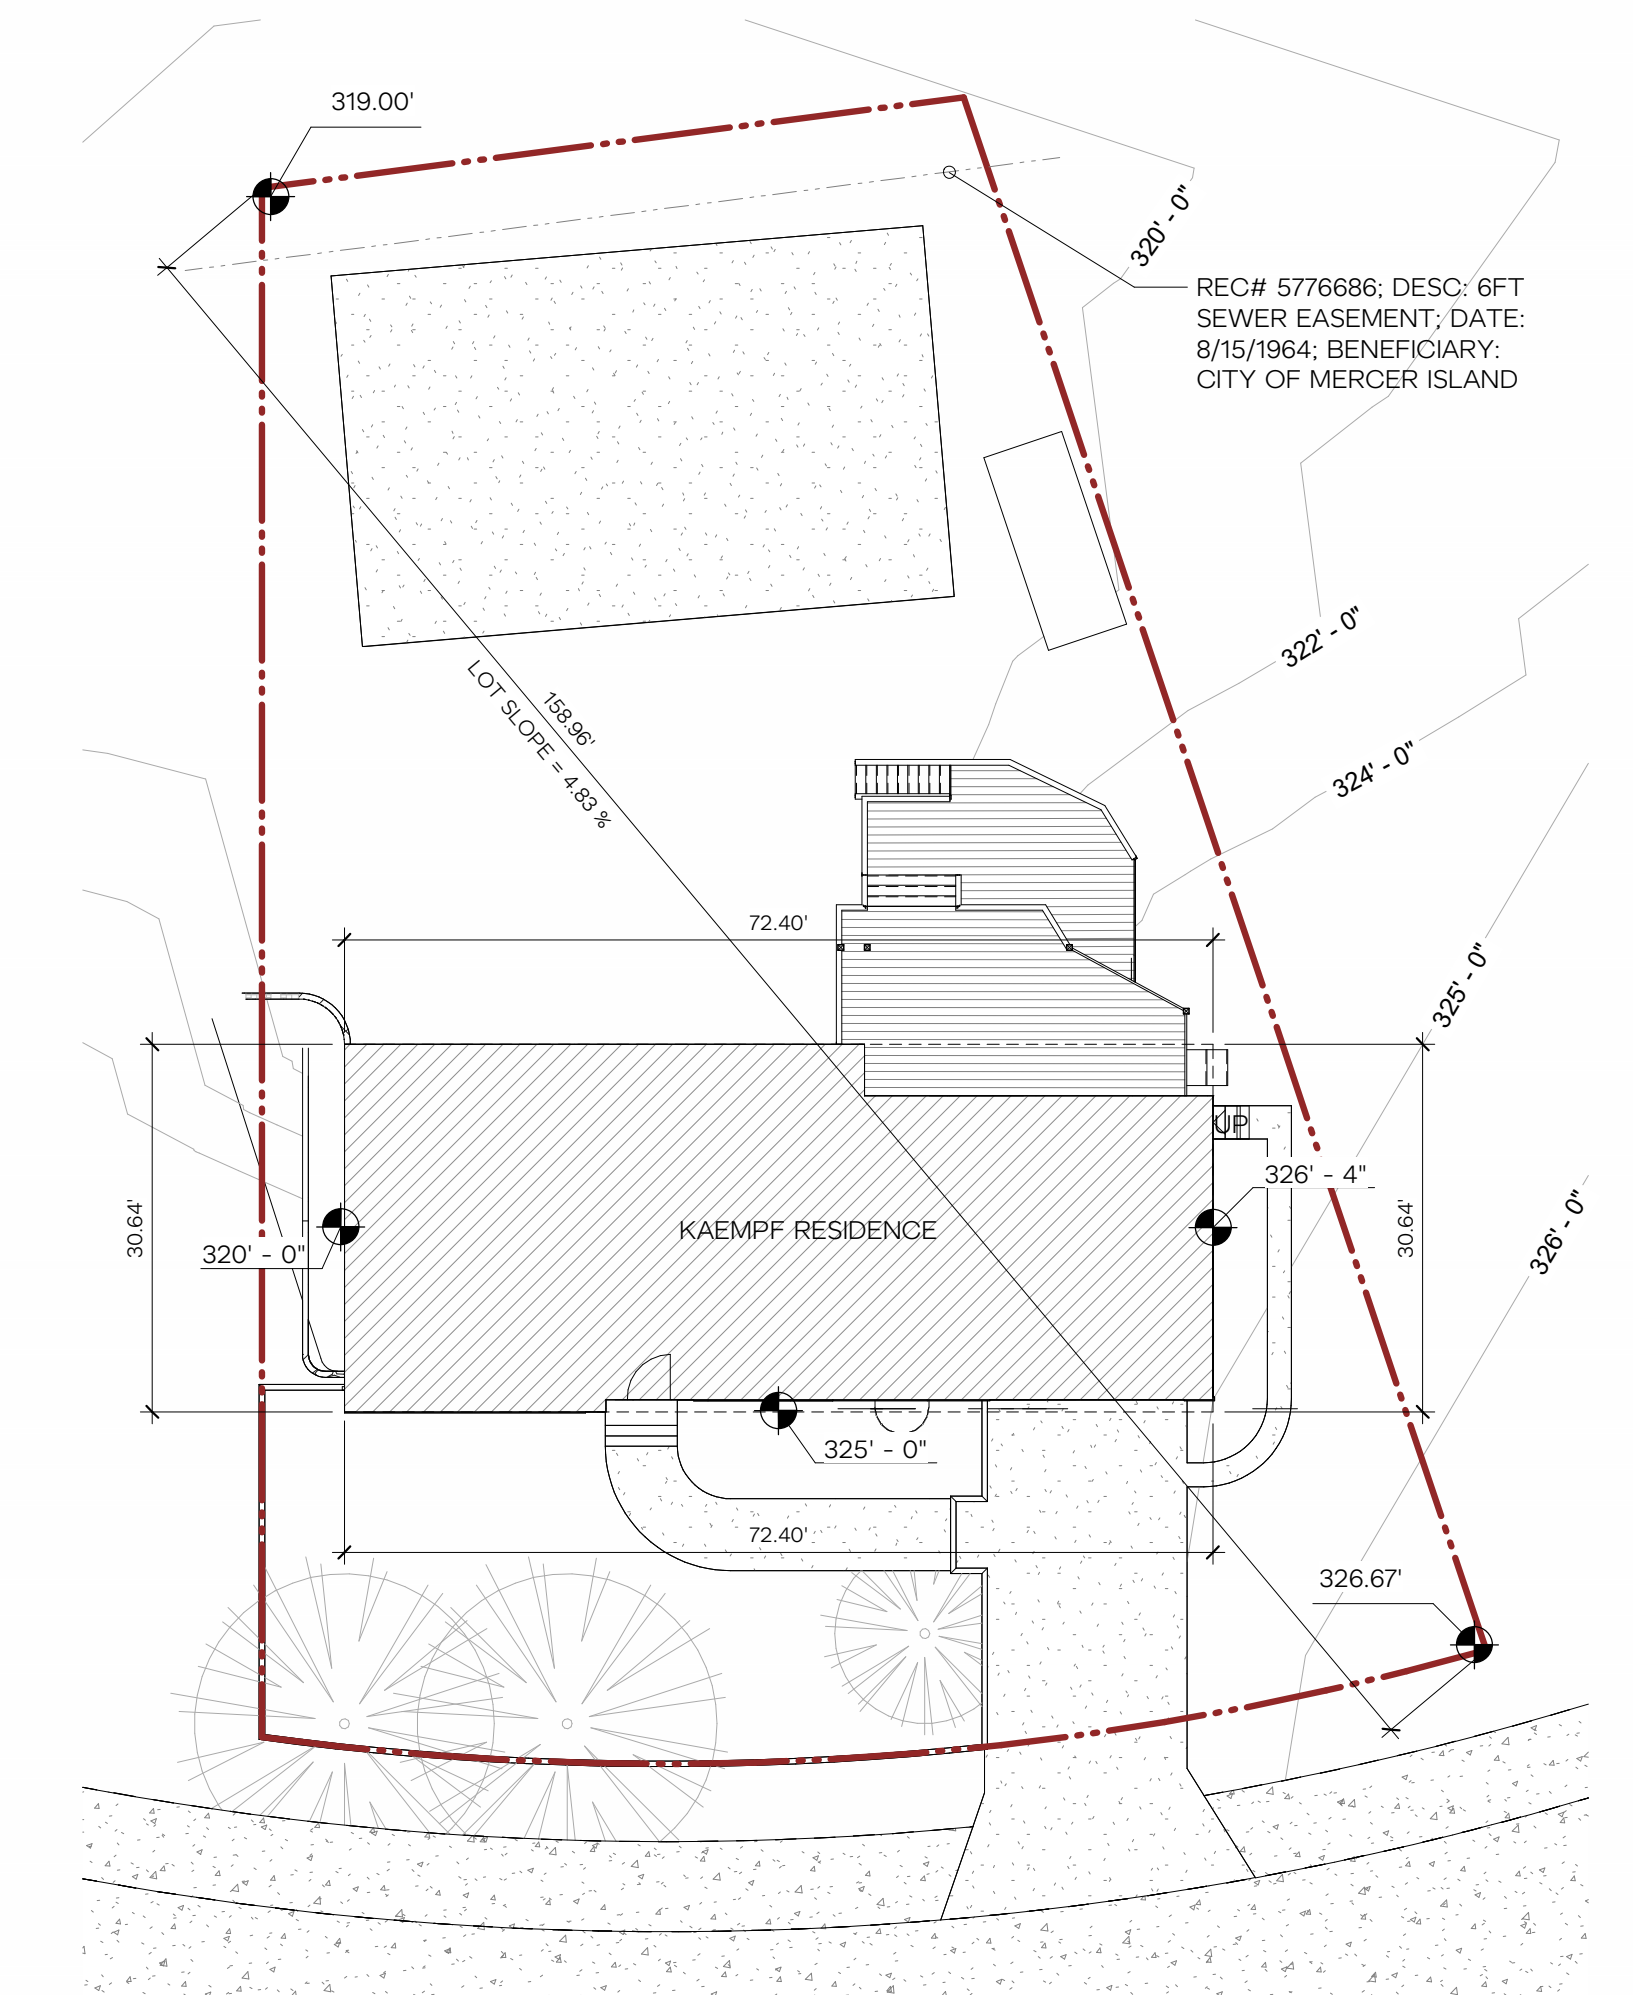 319.00'
320' - 0"
REC# 5776686; DESC: 6FT
SEWER EASEMENT; DATE:
8/15/1964; BENEFICIARY:
CITY OF MERCER ISLAND
322' - 0"
158.96'
LOT SLOPE = 4.83 %
324' - 0"
72.40'
325' - 0"
UP
326' - 4"
30.64'
30.64'
KAEMPF RESIDENCE
320' - 0"
326' - 0"
325' - 0"
72.40'
326.67'